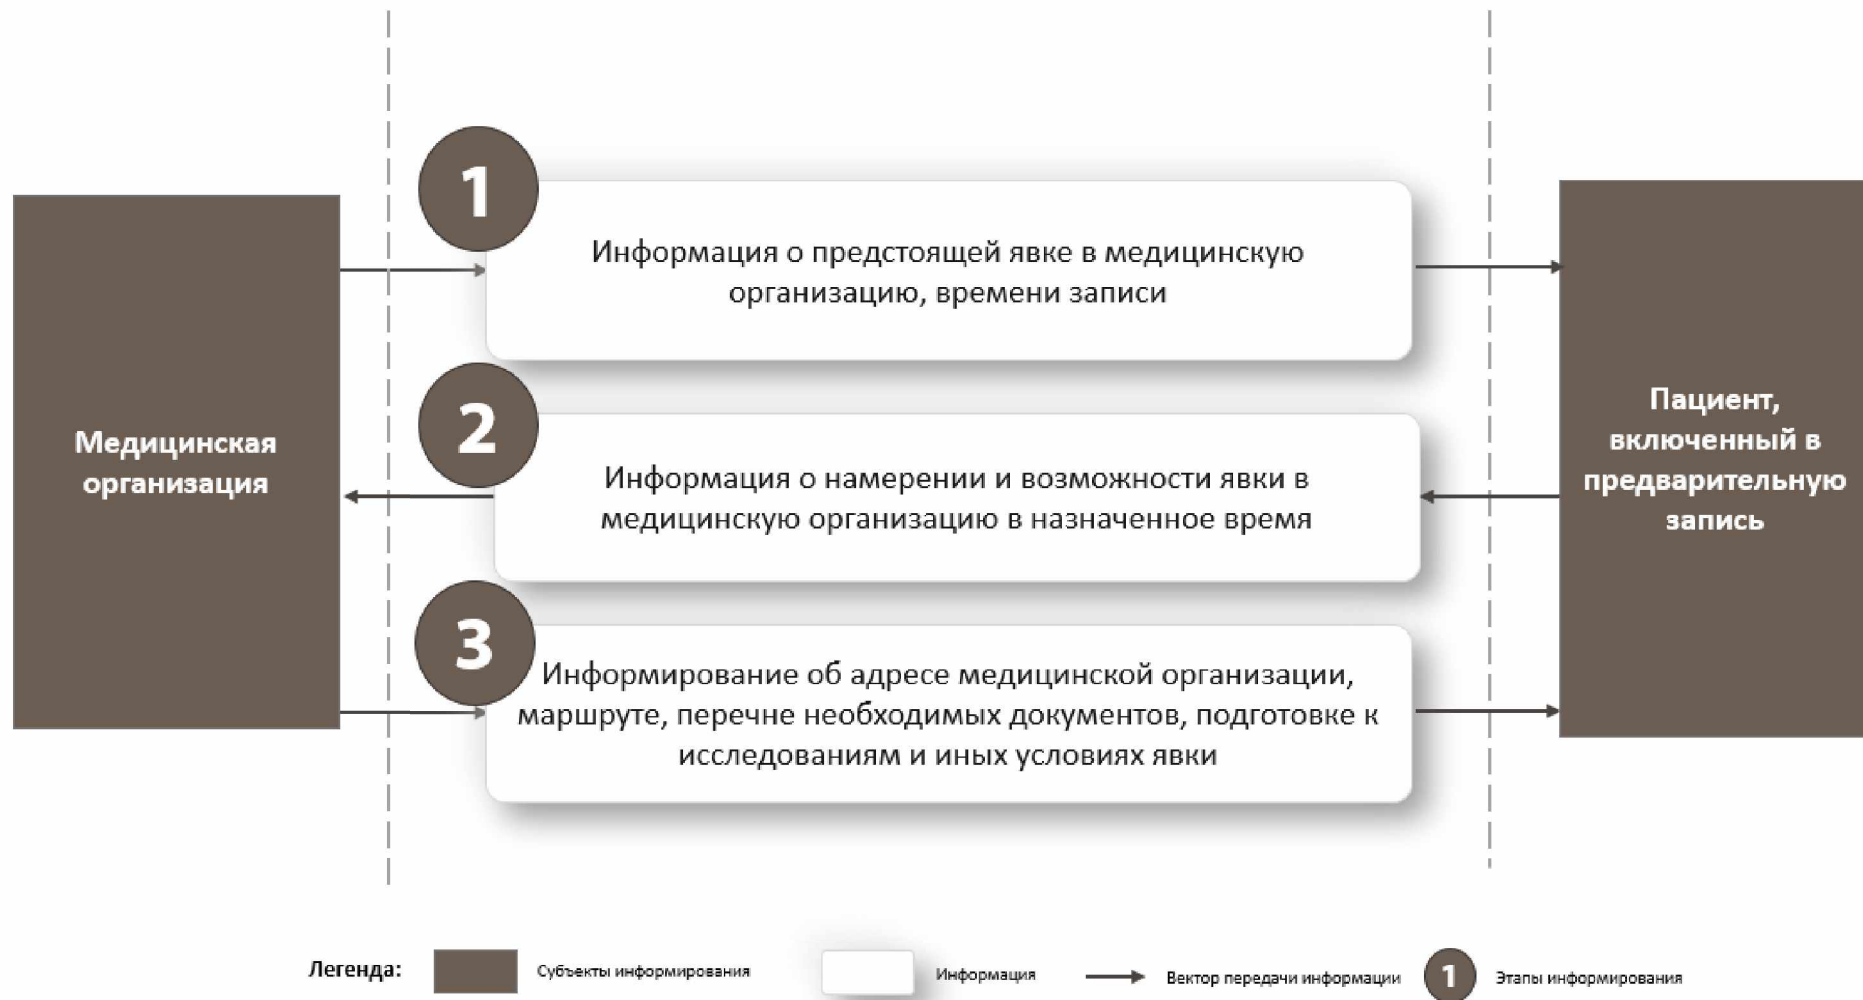 Медицинская
организация
1
Информация о предстоящей явке в медицинскую
организацию, времени записи
2
Информация о намерении и возможности явки в
медицинскую организацию в назначенное время
3
Информирование об адресе медицинской организации,
маршруте, перечне необходимых документов, подготовке к
исследованиям и иных условиях явки
Пациент,
включенный в
предварительную
запись
Легенда:
Субъекты информирования
Информация
Вектор передачи информации
1
Этапы информирования